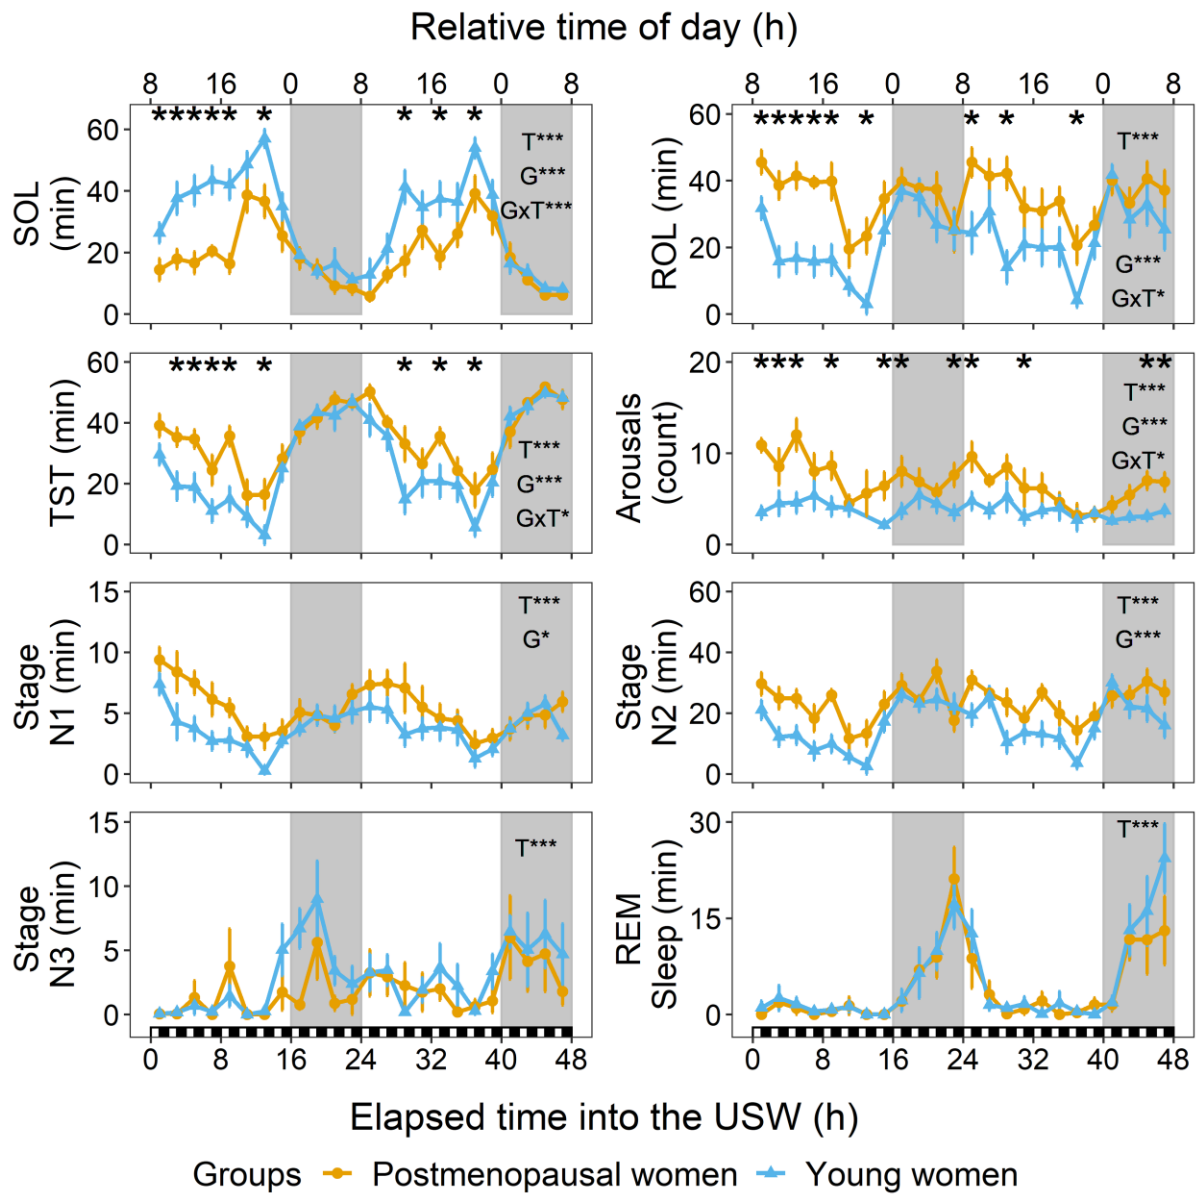 Relative time of day (h)
8 16 0 8 16 0 8
8 16 0 8 16 0 8
SOL
(min)
60
40
20
0
*****   *   *   *   *
T***
G***
GxT***
ROL (min)
60
40
20
0
*****   *   *   *   *
T***
G***
GxT*
TST (min)
60
40
20
0
****   *   *   *   *
T***
G***
GxT*
Arousals
(count)
20
10
0
***   *   **   **   *   **
T***
G***
GxT*
Stage
N1 (min)
15
10
5
0
T***
G*
Stage
N2 (min)
60
40
20
0
T***
G***
Stage
N3 (min)
15
10
5
0
T***
REM
Sleep (min)
30
15
0
T***
0 8 16 24 32 40 48
0 8 16 24 32 40 48
Elapsed time into the USW (h)
Groups Postmenopausal women Young women